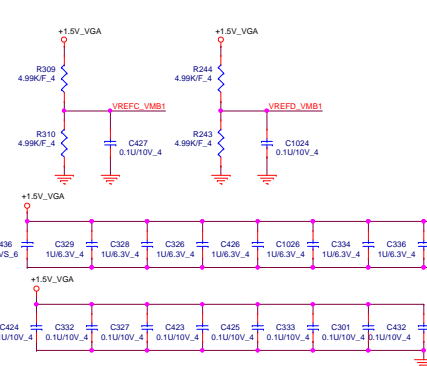 +1.5V_VGA
+1.5V_VGA
R309
4.99K/F_4
R244
4.99K/F_4
VREFC_VMB1
VREFD_VMB1
R310
4.99K/F_4
C427
0.1U/10V_4
R243
4.99K/F_4
C1024
0.1U/10V_4
+1.5V_VGA
C329
1U/6.3V_4
C328
1U/6.3V_4
C326
1U/6.3V_4
C426
1U/6.3V_4
C1026
1U/6.3V_4
C334
1U/6.3V_4
C336
1U/6.3V_4
+1.5V_VGA
C424
C332
0.1U/10V_4
C327
0.1U/10V_4
C423
0.1U/10V_4
C425
0.1U/10V_4
C333
0.1U/10V_4
C301
0.1U/10V_4
C432
0.1U/10V_4